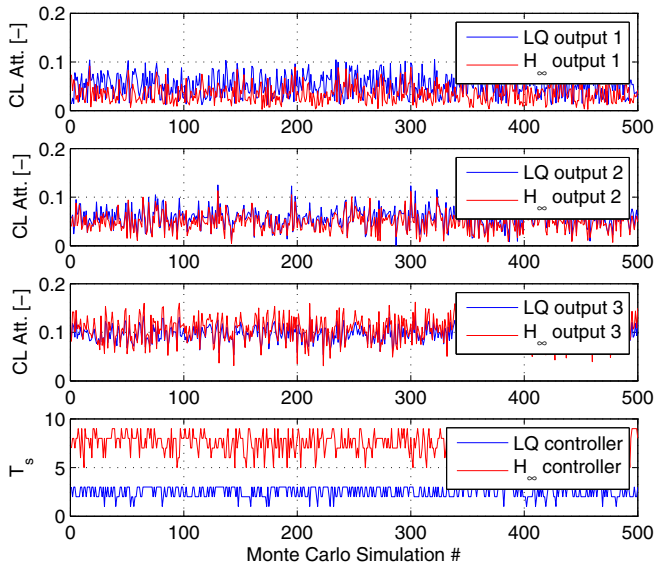 0.2
0.1
0
CL Att. [−]
LQ output 1
H∞ output 1
0 100 200 300 400 500
0.2
0.1
0
CL Att. [−]
LQ output 2
H∞ output 2
0 100 200 300 400 500
0.2
0.1
0
CL Att. [−]
LQ output 3
H∞ output 3
0 100 200 300 400 500
10
5
0
Ts
LQ controller
H∞ controller
0 100 200 300 400 500
Monte Carlo Simulation #